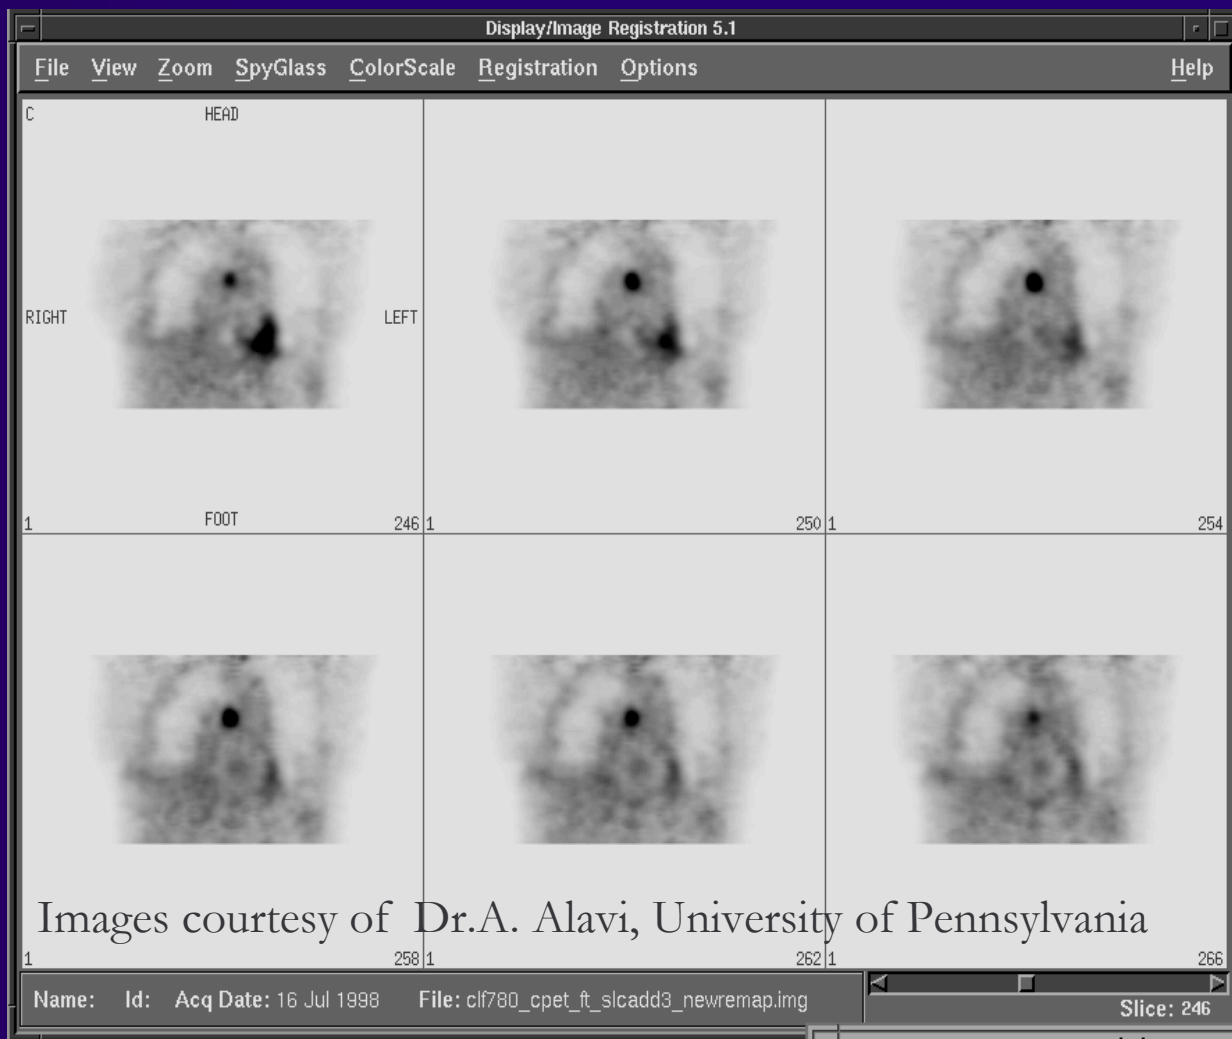 Display/Image Registration 5.1
File View Zoom SpyGlass ColorScale Registration Options Help
C HEAD
RIGHT LEFT
1 FOOT 246 1 250 1 254
Images courtesy of Dr.A. Alavi, University of Pennsylvania
1 258 1 262 1 266
Name: Id: Acq Date: 16 Jul 1998 File: clf780_cpet_ft_slcadd3_newremap.img
Slice: 246